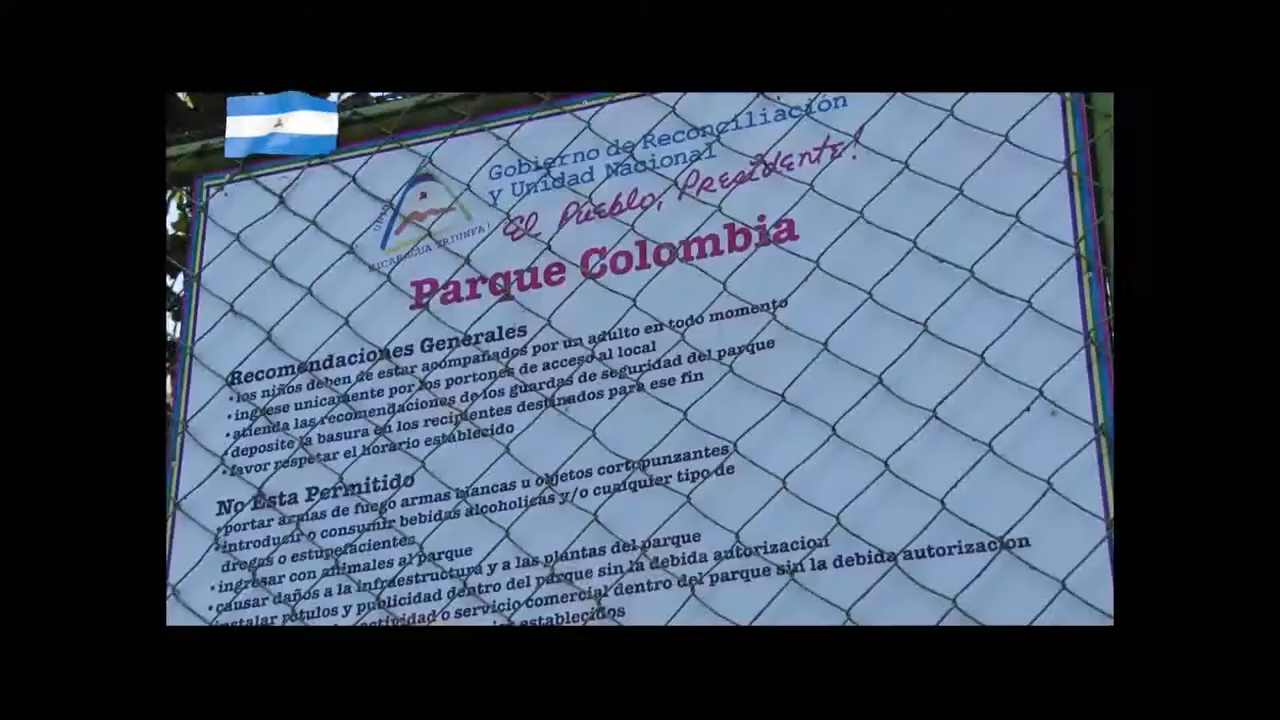 Gobierno de Reconciliación
y Unidad Nacional
El Pueblo, Presidente!
NICARAGUA TRIUNFA!
Parque Colombia
Recomendaciones Generales
• los niños deben de estar acompañados por un adulto en todo momento
• ingrese unicamente por los portones de acceso al local
• atienda las recomendaciones de los guardas de seguridad del parque
• deposite la basura en los recipientes destinados para ese fin
• favor respetar el horario establecido
No Esta Permitido
• portar armas de fuego armas blancas u objetos cortopunzantes
• introducir o consumir bebidas alcoholicas y/o cualquier tipo de
drogas o estupefacientes
• ingresar con animales al parque
• causar daños a la infraestructura y a las plantas del parque
instalar rotulos y publicidad dentro del parque sin la debida autorizacion
actividad o servicio comercial dentro del parque sin la debida autorizacion
establecidos